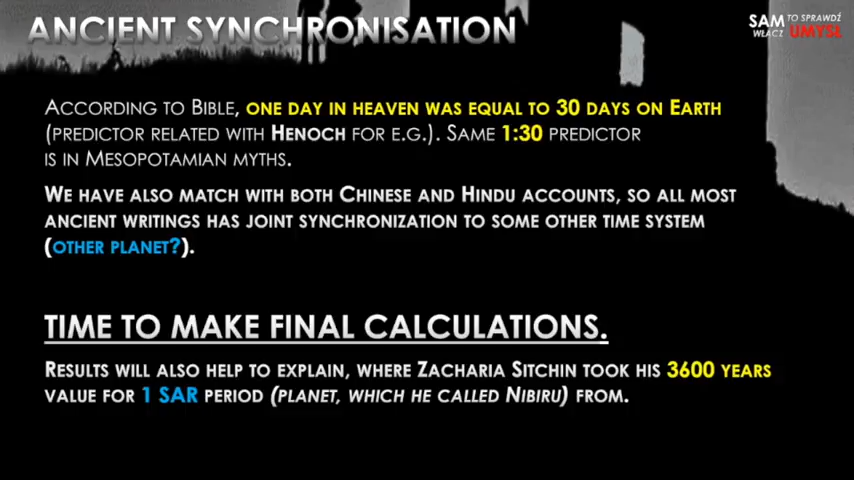 ANCIENT SYNCHRONISATION
SAM TO SPRAWDŹ
WŁĄCZ UMYSŁ
ACCORDING TO BIBLE, ONE DAY IN HEAVEN WAS EQUAL TO 30 DAYS ON EARTH
(PREDICTOR RELATED WITH HENOCH FOR E.G.). SAME 1:30 PREDICTOR
IS IN MESOPOTAMIAN MYTHS.
WE HAVE ALSO MATCH WITH BOTH CHINESE AND HINDU ACCOUNTS, SO ALL MOST
ANCIENT WRITINGS HAS JOINT SYNCHRONIZATION TO SOME OTHER TIME SYSTEM
(OTHER PLANET?).
TIME TO MAKE FINAL CALCULATIONS.
RESULTS WILL ALSO HELP TO EXPLAIN, WHERE ZACHARIA SITCHIN TOOK HIS 3600 YEARS
VALUE FOR 1 SAR PERIOD (PLANET, WHICH HE CALLED NIBIRU) FROM.